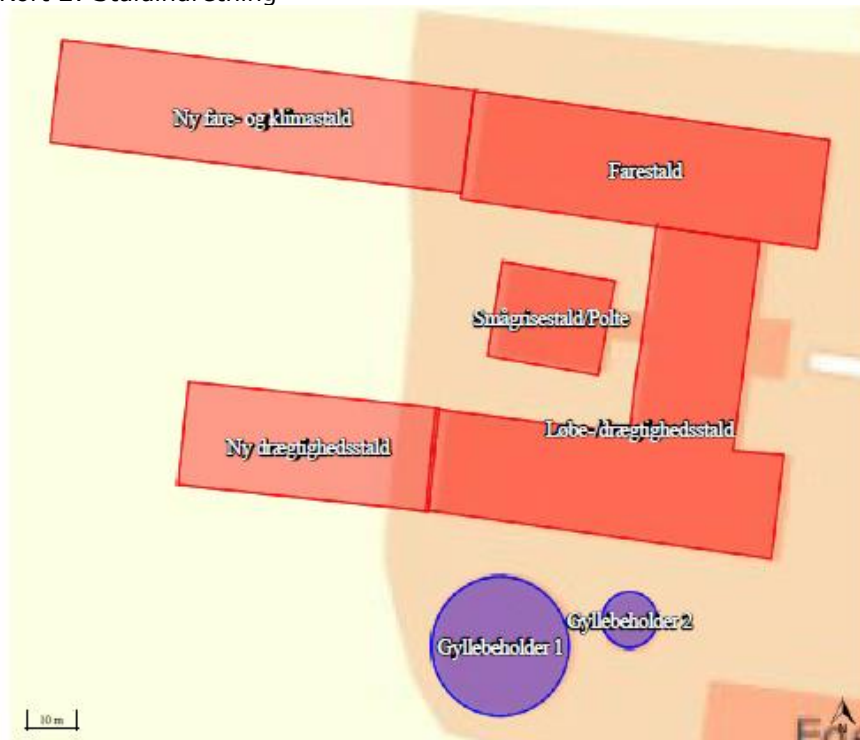 Ny fare- og klimastald
Farestald
Smågrisestald/Polte
Løbe-/drægtighedsstald
Ny drægtighedsstald
Gyllebeholder 2
Gyllebeholder 1
10 m